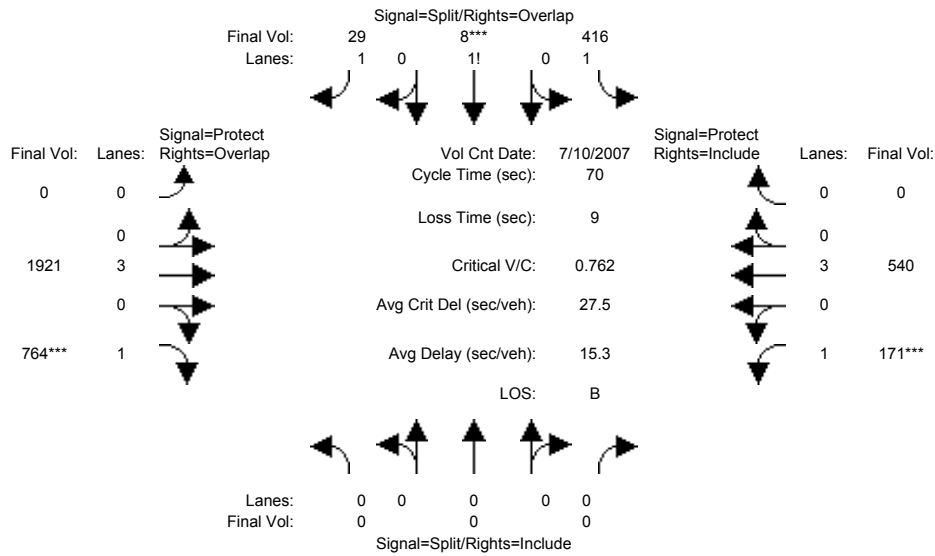 Signal=Split/Rights=Overlap
Final Vol: 29 8*** 416
Lanes: 1 0 1! 0 1
Signal=Protect
Final Vol: Lanes: Rights=Overlap
Vol Cnt Date: 7/10/2007
Signal=Protect
Rights=Include Lanes: Final Vol:
Cycle Time (sec): 70
0 0
0 0
Loss Time (sec): 9
0
0
1921 3
Critical V/C: 0.762
3 540
0
Avg Crit Del (sec/veh): 27.5
0
764*** 1
Avg Delay (sec/veh): 15.3
1 171***
LOS: B
Lanes: 0 0 0 0 0
Final Vol: 0 0 0
Signal=Split/Rights=Include